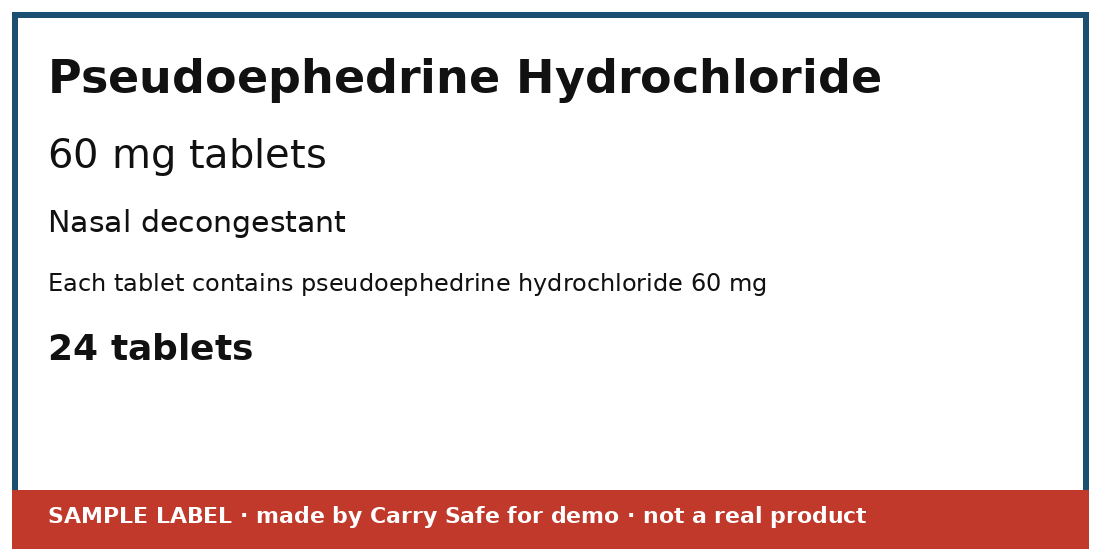 Pseudoephedrine Hydrochloride
60 mg tablets
Nasal decongestant
Each tablet contains pseudoephedrine hydrochloride 60 mg
24 tablets
SAMPLE LABEL · made by Carry Safe for demo · not a real product